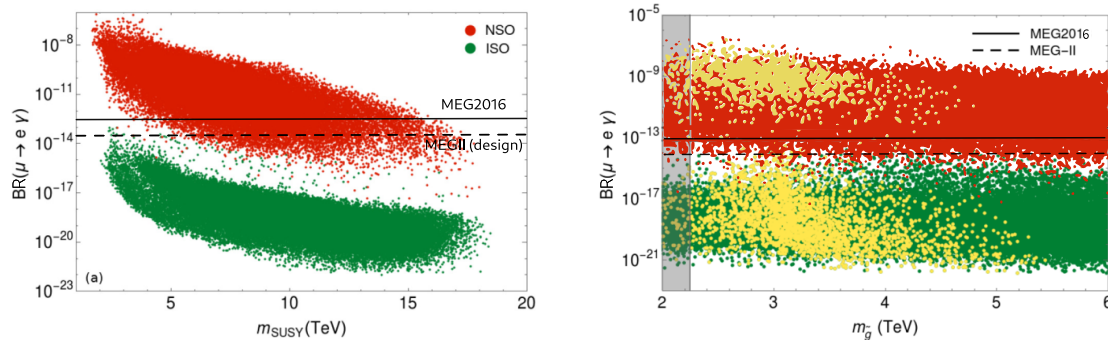 BR(μ → e γ)
10⁻⁸
10⁻¹¹
10⁻¹²
10⁻¹⁴
10⁻¹⁷
10⁻²⁰
10⁻²³
NSO
ISO
MEG2016
MEGII (design)
(a)
5
10
15
20
m_SUSY (TeV)
BR(μ → e γ)
10⁻⁵
10⁻⁹
10⁻¹³
10⁻¹⁷
10⁻²¹
MEG2016
MEG-II
2
3
4
5
6
m_g̃ (TeV)